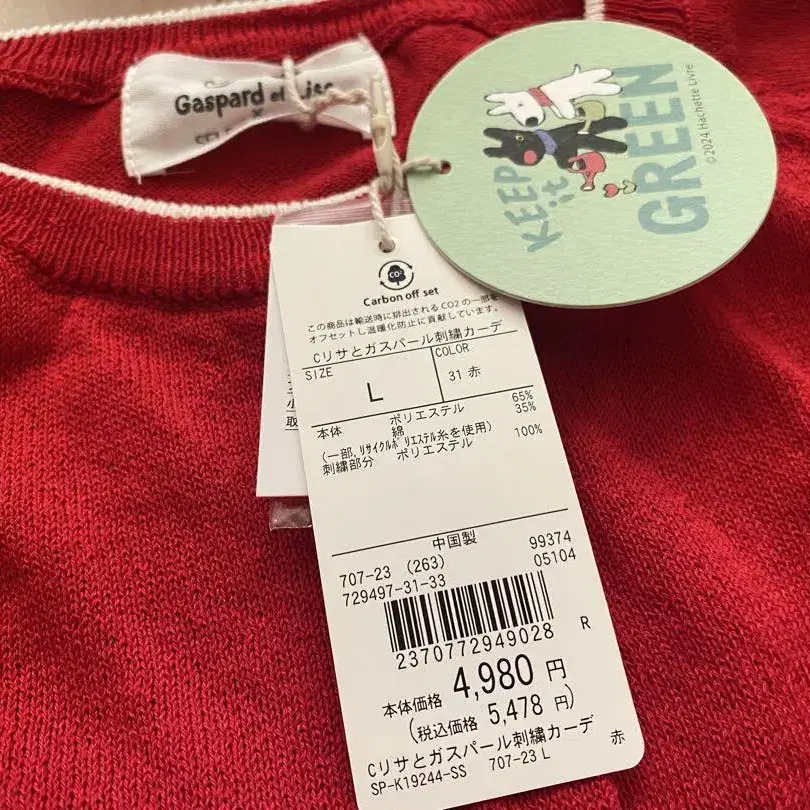 Gaspard et Lisa
×
KEEP
it
GREEN
©2024 Hachette Livre
CO2
Carbon off set
この商品は輸送時に排出されるCO2の一部を
オフセットし温暖化防止に貢献しています。
Cリサとガスパール刺繍カーデ
SIZE
COLOR
L
31 赤
本体 ポリエステル 65%
綿 35%
(一部,リサイクルポリエステル糸を使用)
刺繍部分 ポリエステル 100%
中国製
707-23 (263) 99374
729497-31-33 05104
2370772949028
R
本体価格 4,980 円
(税込価格 5,478 円)
Cリサとガスパール刺繍カーデ
赤
SP-K19244-SS 707-23 L
小
取